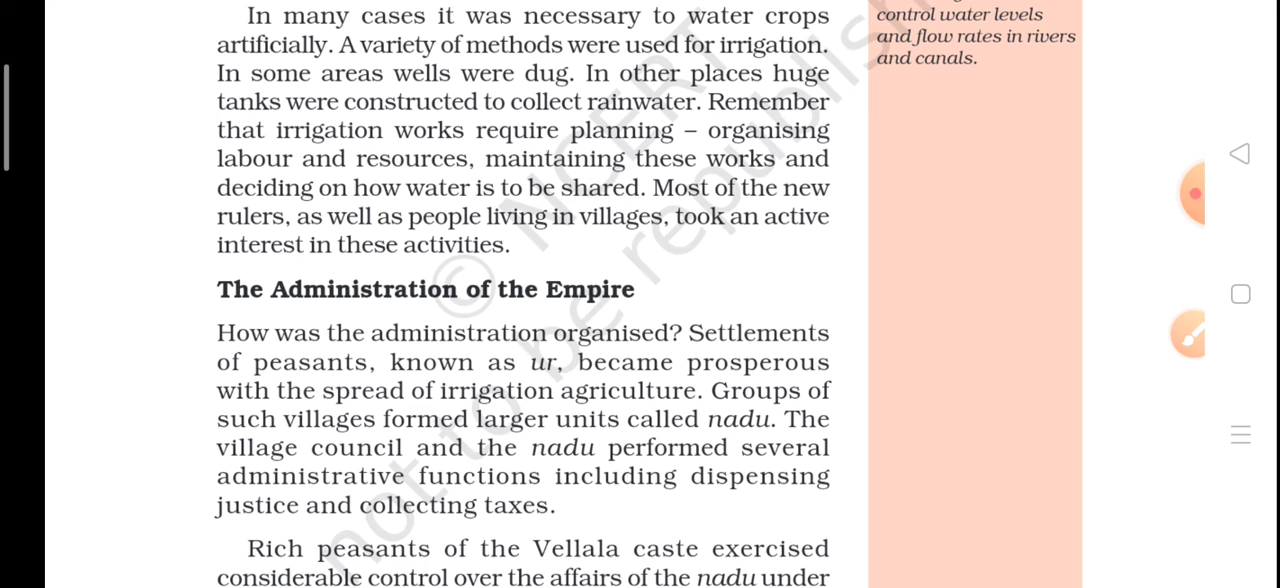 In many cases it was necessary to water crops
artificially. A variety of methods were used for irrigation.
In some areas wells were dug. In other places huge
tanks were constructed to collect rainwater. Remember
that irrigation works require planning – organising
labour and resources, maintaining these works and
deciding on how water is to be shared. Most of the new
rulers, as well as people living in villages, took an active
interest in these activities.
The Administration of the Empire
How was the administration organised? Settlements
of peasants, known as ur, became prosperous
with the spread of irrigation agriculture. Groups of
such villages formed larger units called nadu. The
village council and the nadu performed several
administrative functions including dispensing
justice and collecting taxes.
Rich peasants of the Vellala caste exercised
considerable control over the affairs of the nadu under
control water levels
and flow rates in rivers
and canals.
© NCERT
not to be republish